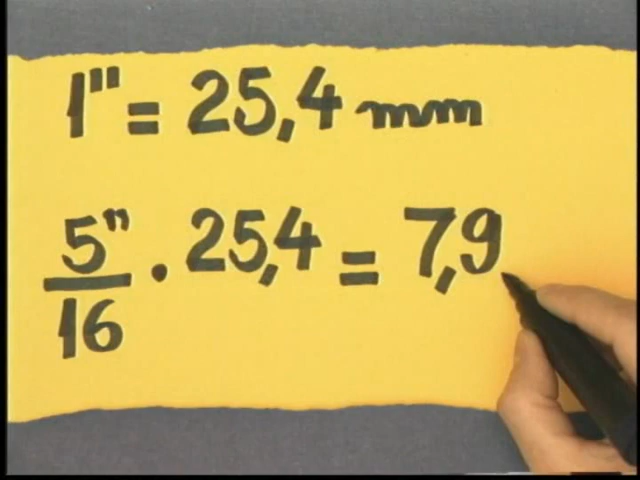 1" = 25,4 mm
5"/16 . 25,4 = 7,9